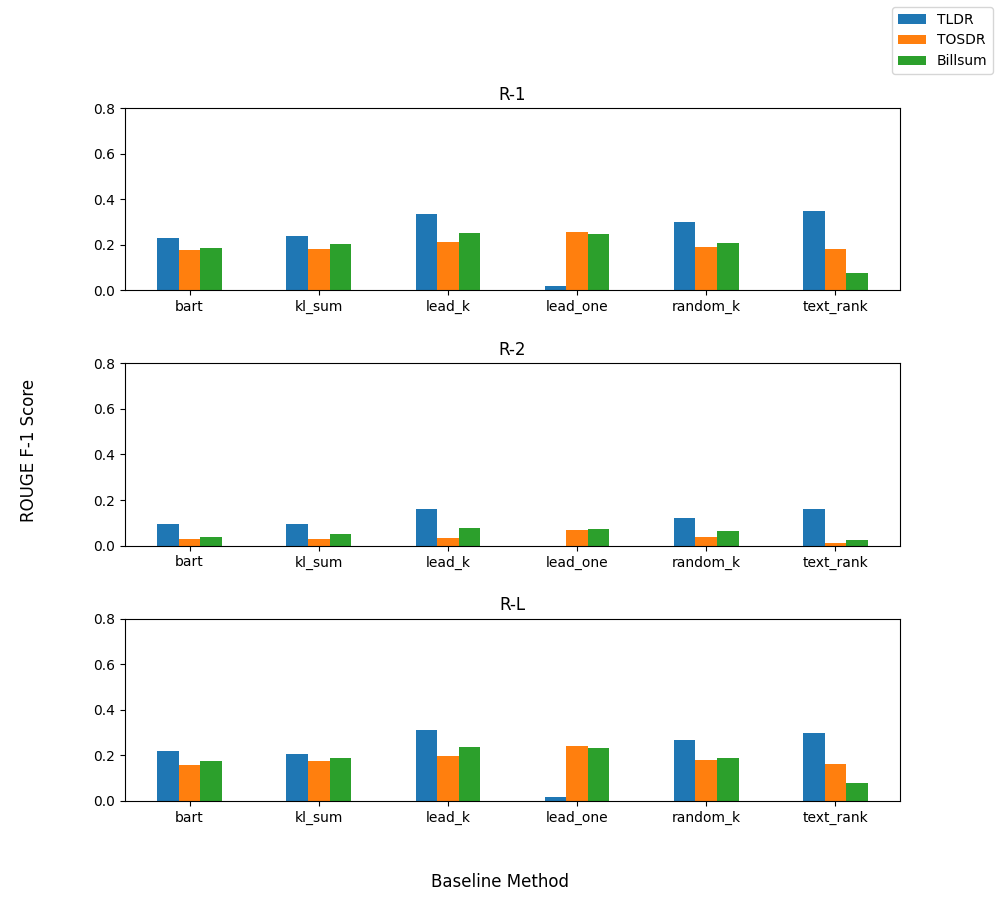 TLDR
TOSDR
Billsum
R-1
0.8
0.6
0.4
0.2
0.0
bart kl_sum lead_k lead_one random_k text_rank
R-2
0.8
0.6
0.4
0.2
0.0
bart kl_sum lead_k lead_one random_k text_rank
ROUGE F-1 Score
R-L
0.8
0.6
0.4
0.2
0.0
bart kl_sum lead_k lead_one random_k text_rank
Baseline Method